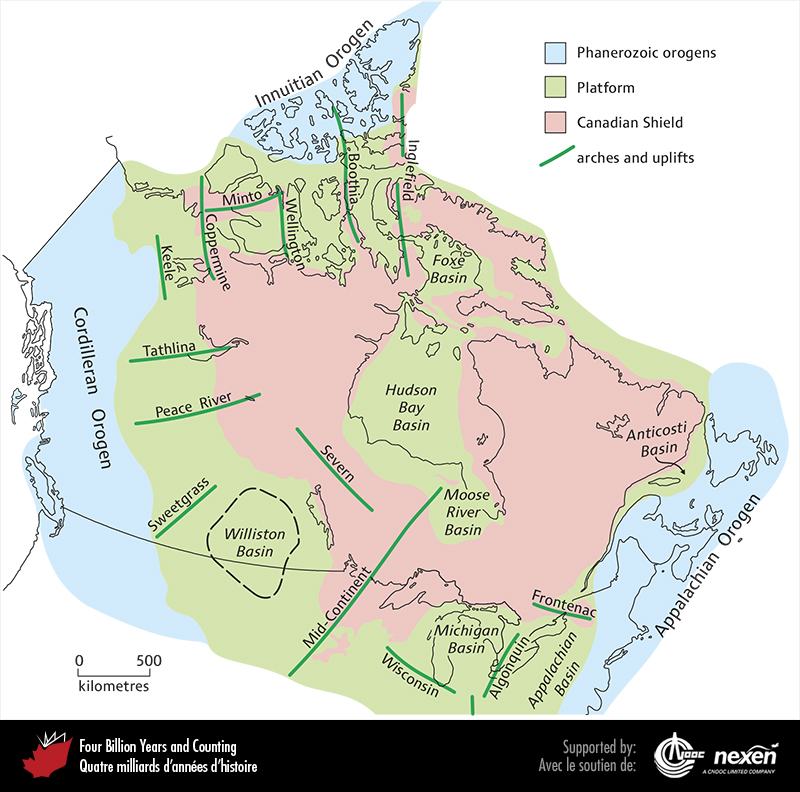 Innuitian Orogen
Phanerozoic orogens
Platform
Canadian Shield
arches and uplifts
Boothia
Inglefield
Minto
Wellington
Coppermine
Keele
Foxe
Basin
Cordilleran Orogen
Tathlina
Peace River
Hudson
Bay
Basin
Anticosti
Basin
Severn
Sweetgrass
Williston
Basin
Moose
River
Basin
Mid-Continent
Frontenac
Michigan
Basin
Wisconsin
Algonquin
Appalachian
Basin
Appalachian Orogen
0 500
kilometres
Four Billion Years and Counting
Quatre milliards d'années d'histoire
Supported by:
Avec le soutien de:
CNOOC
nexen
A CNOOC LIMITED COMPANY